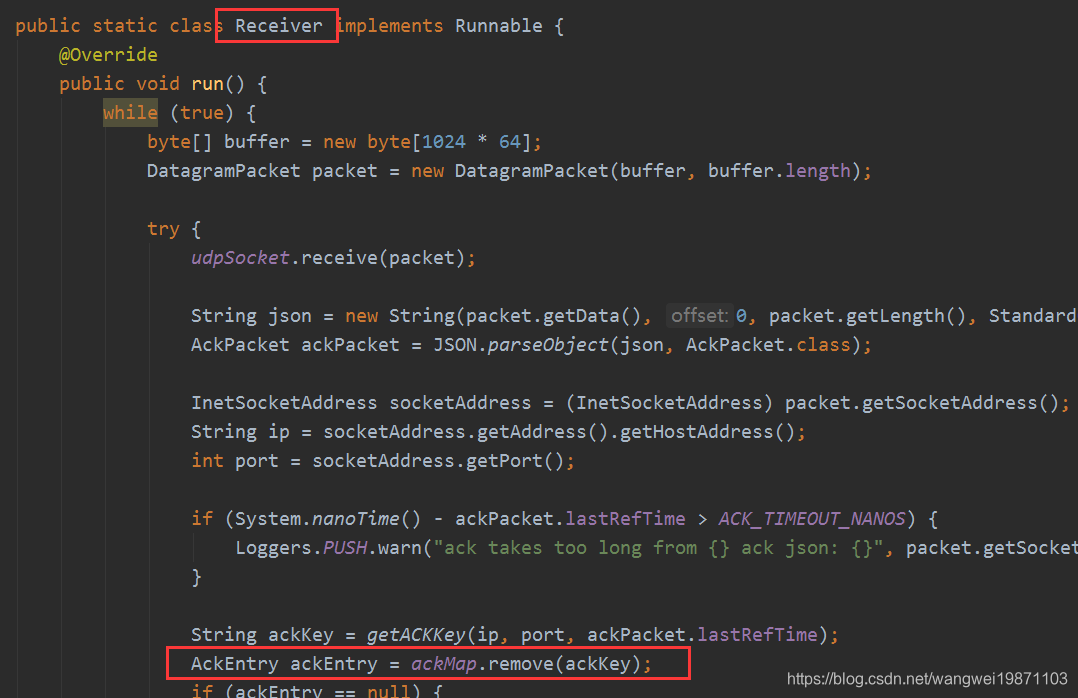 public static class Receiver implements Runnable {
@Override
public void run() {
while (true) {
byte[] buffer = new byte[1024 * 64];
DatagramPacket packet = new DatagramPacket(buffer, buffer.length);
try {
udpSocket.receive(packet);
String json = new String(packet.getData(), offset: 0, packet.getLength(), Standard
AckPacket ackPacket = JSON.parseObject(json, AckPacket.class);
InetSocketAddress socketAddress = (InetSocketAddress) packet.getSocketAddress();
String ip = socketAddress.getAddress().getHostAddress();
int port = socketAddress.getPort();
if (System.nanoTime() - ackPacket.lastRefTime > ACK_TIMEOUT_NANOS) {
Loggers.PUSH.warn("ack takes too long from {} ack json: {}", packet.getSocket
}
String ackKey = getACKKey(ip, port, ackPacket.lastRefTime);
AckEntry ackEntry = ackMap.remove(ackKey);
if (ackEntry == null) {
https://blog.csdn.net/wangwei19871103